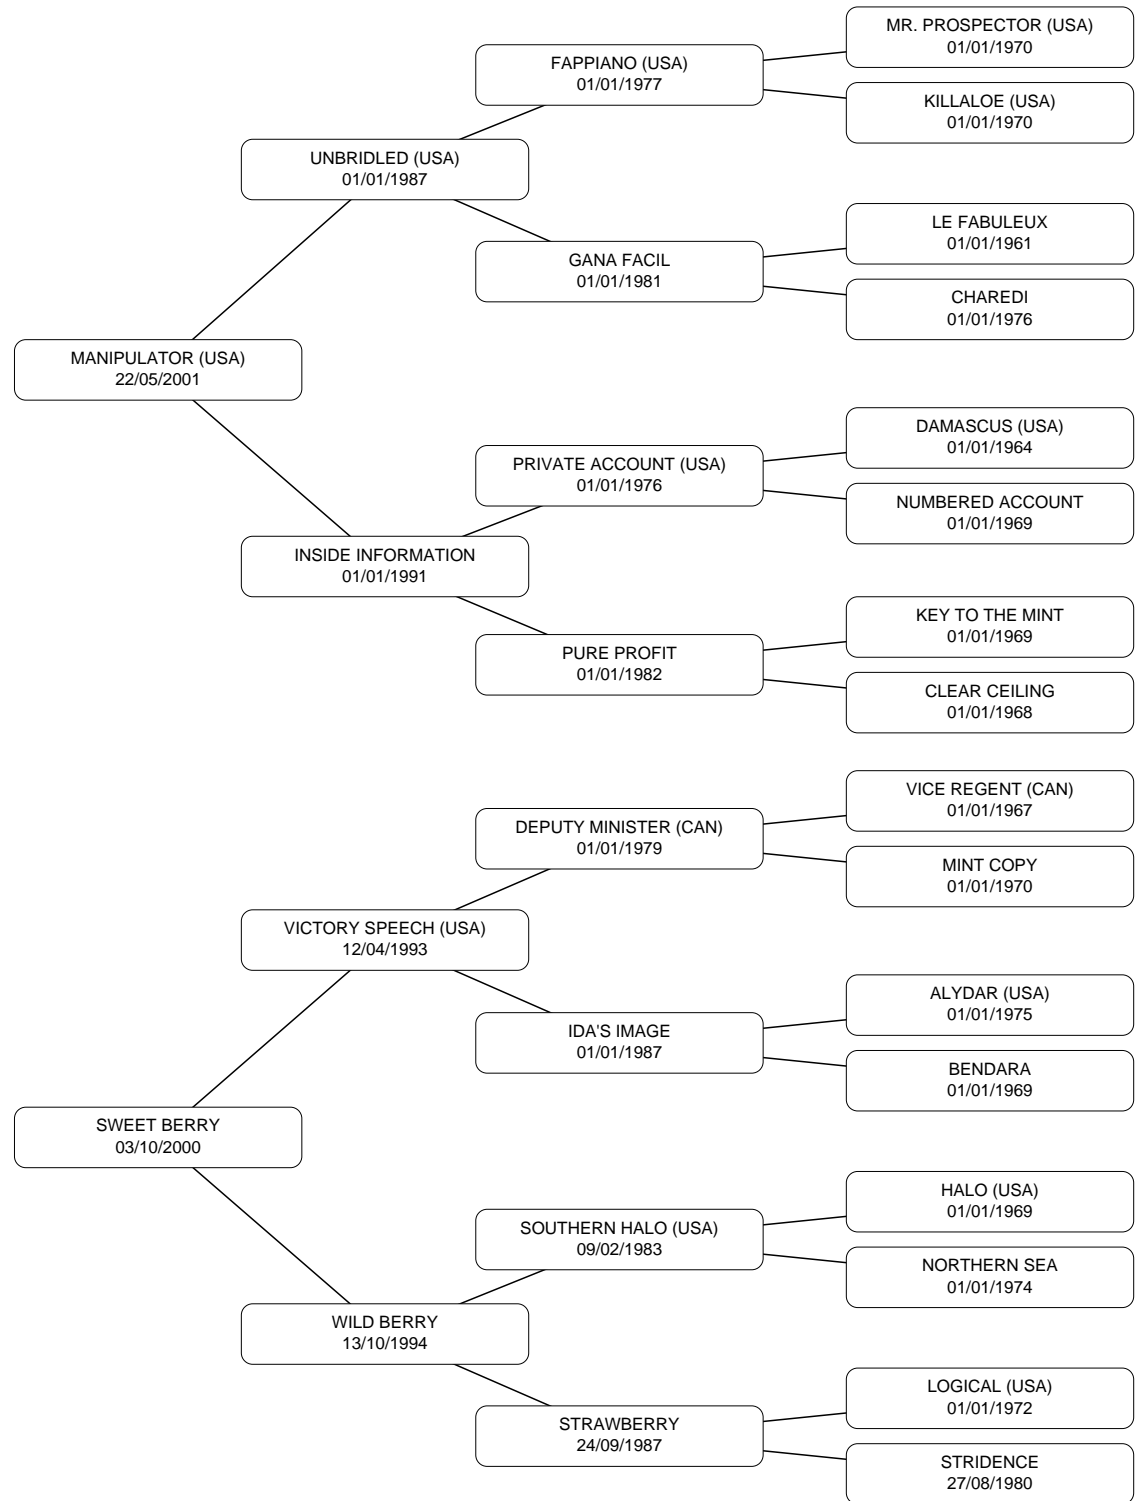 MR. PROSPECTOR (USA)
01/01/1970
FAPPIANO (USA)
01/01/1977
KILLALOE (USA)
01/01/1970
UNBRIDLED (USA)
01/01/1987
LE FABULEUX
01/01/1961
GANA FACIL
01/01/1981
CHAREDI
01/01/1976
MANIPULATOR (USA)
22/05/2001
DAMASCUS (USA)
01/01/1964
PRIVATE ACCOUNT (USA)
01/01/1976
NUMBERED ACCOUNT
01/01/1969
INSIDE INFORMATION
01/01/1991
KEY TO THE MINT
01/01/1969
PURE PROFIT
01/01/1982
CLEAR CEILING
01/01/1968
VICE REGENT (CAN)
01/01/1967
DEPUTY MINISTER (CAN)
01/01/1979
MINT COPY
01/01/1970
VICTORY SPEECH (USA)
12/04/1993
ALYDAR (USA)
01/01/1975
IDA'S IMAGE
01/01/1987
BENDARA
01/01/1969
SWEET BERRY
03/10/2000
HALO (USA)
01/01/1969
SOUTHERN HALO (USA)
09/02/1983
NORTHERN SEA
01/01/1974
WILD BERRY
13/10/1994
LOGICAL (USA)
01/01/1972
STRAWBERRY
24/09/1987
STRIDENCE
27/08/1980